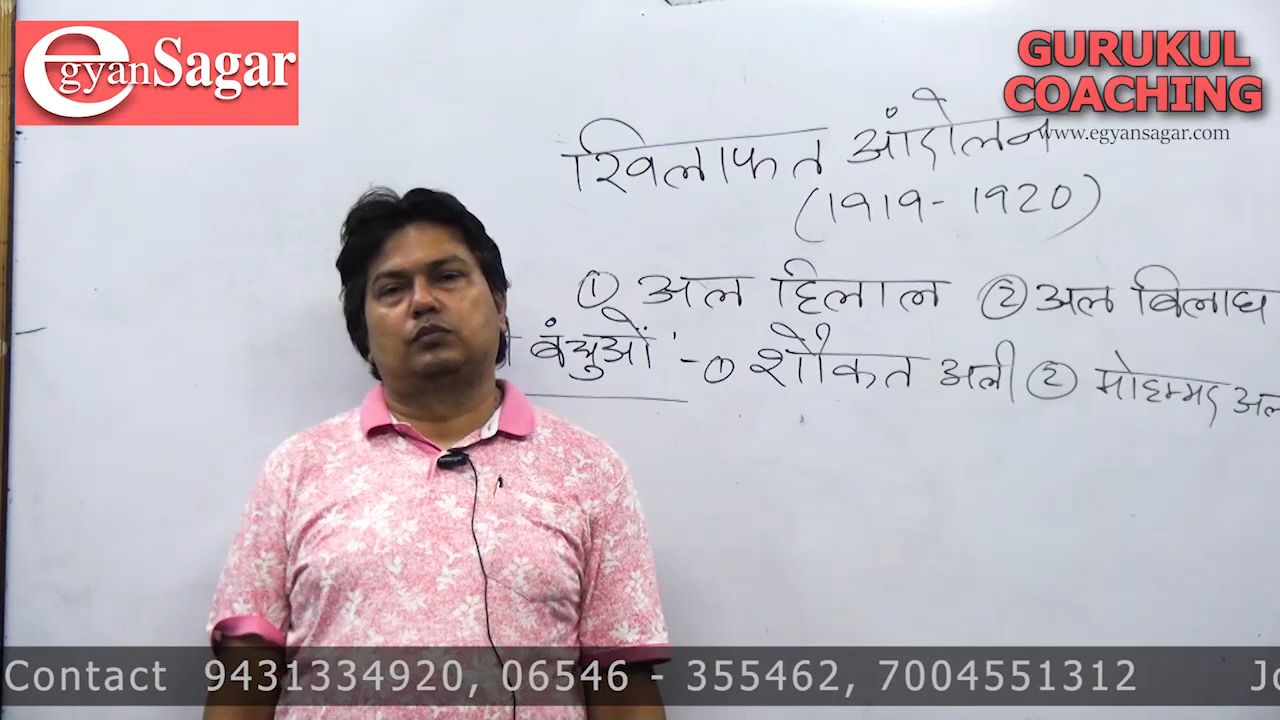 egyanSagar
GURUKUL
COACHING
www.egyansagar.com
खिलाफत आंदोलन
(1919-1920)
① अल हिलाल ② अल बिलाघ
बंधुओं' - ① शौकत अली ② मोहम्मद अल
Contact 9431334920, 06546 - 355462, 7004551312 Jo